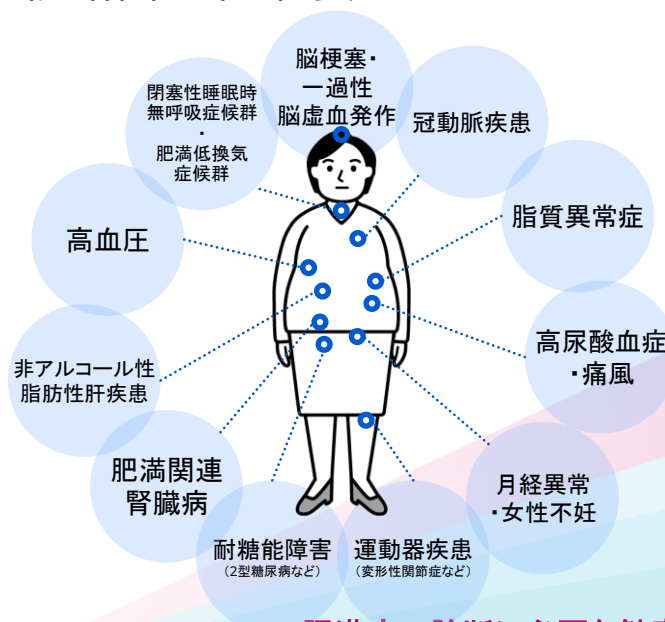 脳梗塞・
一過性
脳虚血発作
冠動脈疾患
脂質異常症
高尿酸血症
・痛風
月経異常
・女性不妊
運動器疾患
（変形性関節症など）
耐糖能障害
（2型糖尿病など）
肥満関連
腎臓病
非アルコール性
脂肪性肝疾患
高血圧
閉塞性睡眠時
無呼吸症候群
・
肥満低換気
症候群